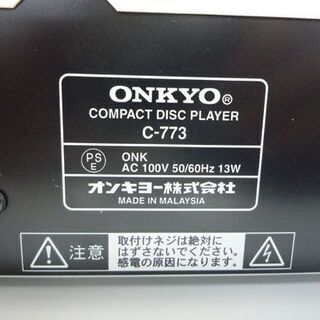 ONKYO®
COMPACT DISC PLAYER
C-773
PS E
ONK
AC 100V 50/60Hz 13W
オンキヨー株式会社
MADE IN MALAYSIA
注意
取付けネジは絶対に
はずさないでください。
感電の原因になります。